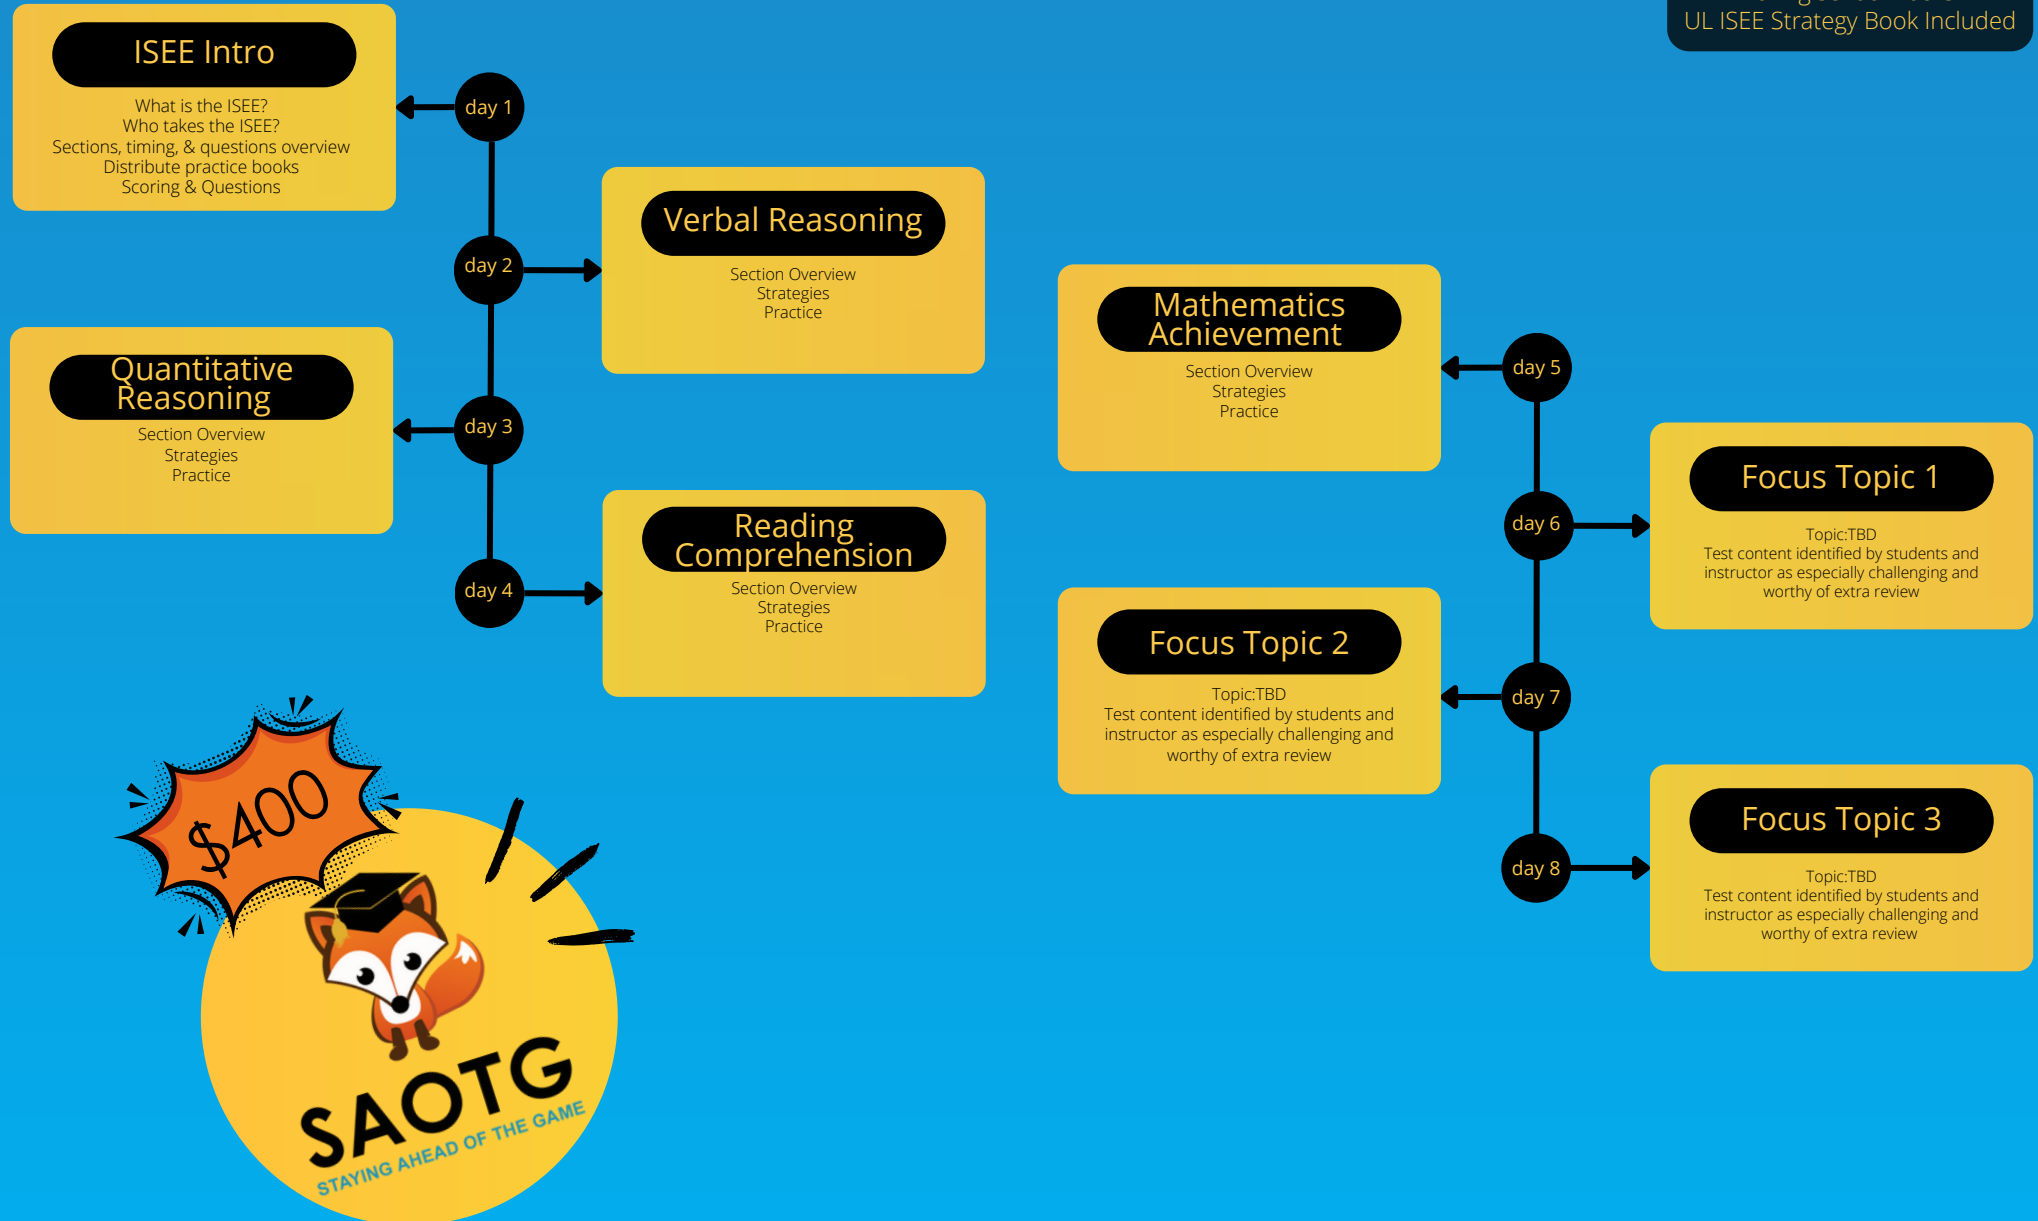 UL ISEE Strategy Book Included
ISEE Intro
What is the ISEE?
Who takes the ISEE?
Sections, timing, & questions overview
Distribute practice books
Scoring & Questions
day 1
day 2
Verbal Reasoning
Section Overview
Strategies
Practice
Quantitative
Reasoning
Section Overview
Strategies
Practice
day 3
day 4
Reading
Comprehension
Section Overview
Strategies
Practice
Mathematics
Achievement
Section Overview
Strategies
Practice
day 5
day 6
Focus Topic 1
Topic:TBD
Test content identified by students and
instructor as especially challenging and
worthy of extra review
Focus Topic 2
Topic:TBD
Test content identified by students and
instructor as especially challenging and
worthy of extra review
day 7
day 8
Focus Topic 3
Topic:TBD
Test content identified by students and
instructor as especially challenging and
worthy of extra review
$400
SAOTG
STAYING AHEAD OF THE GAME